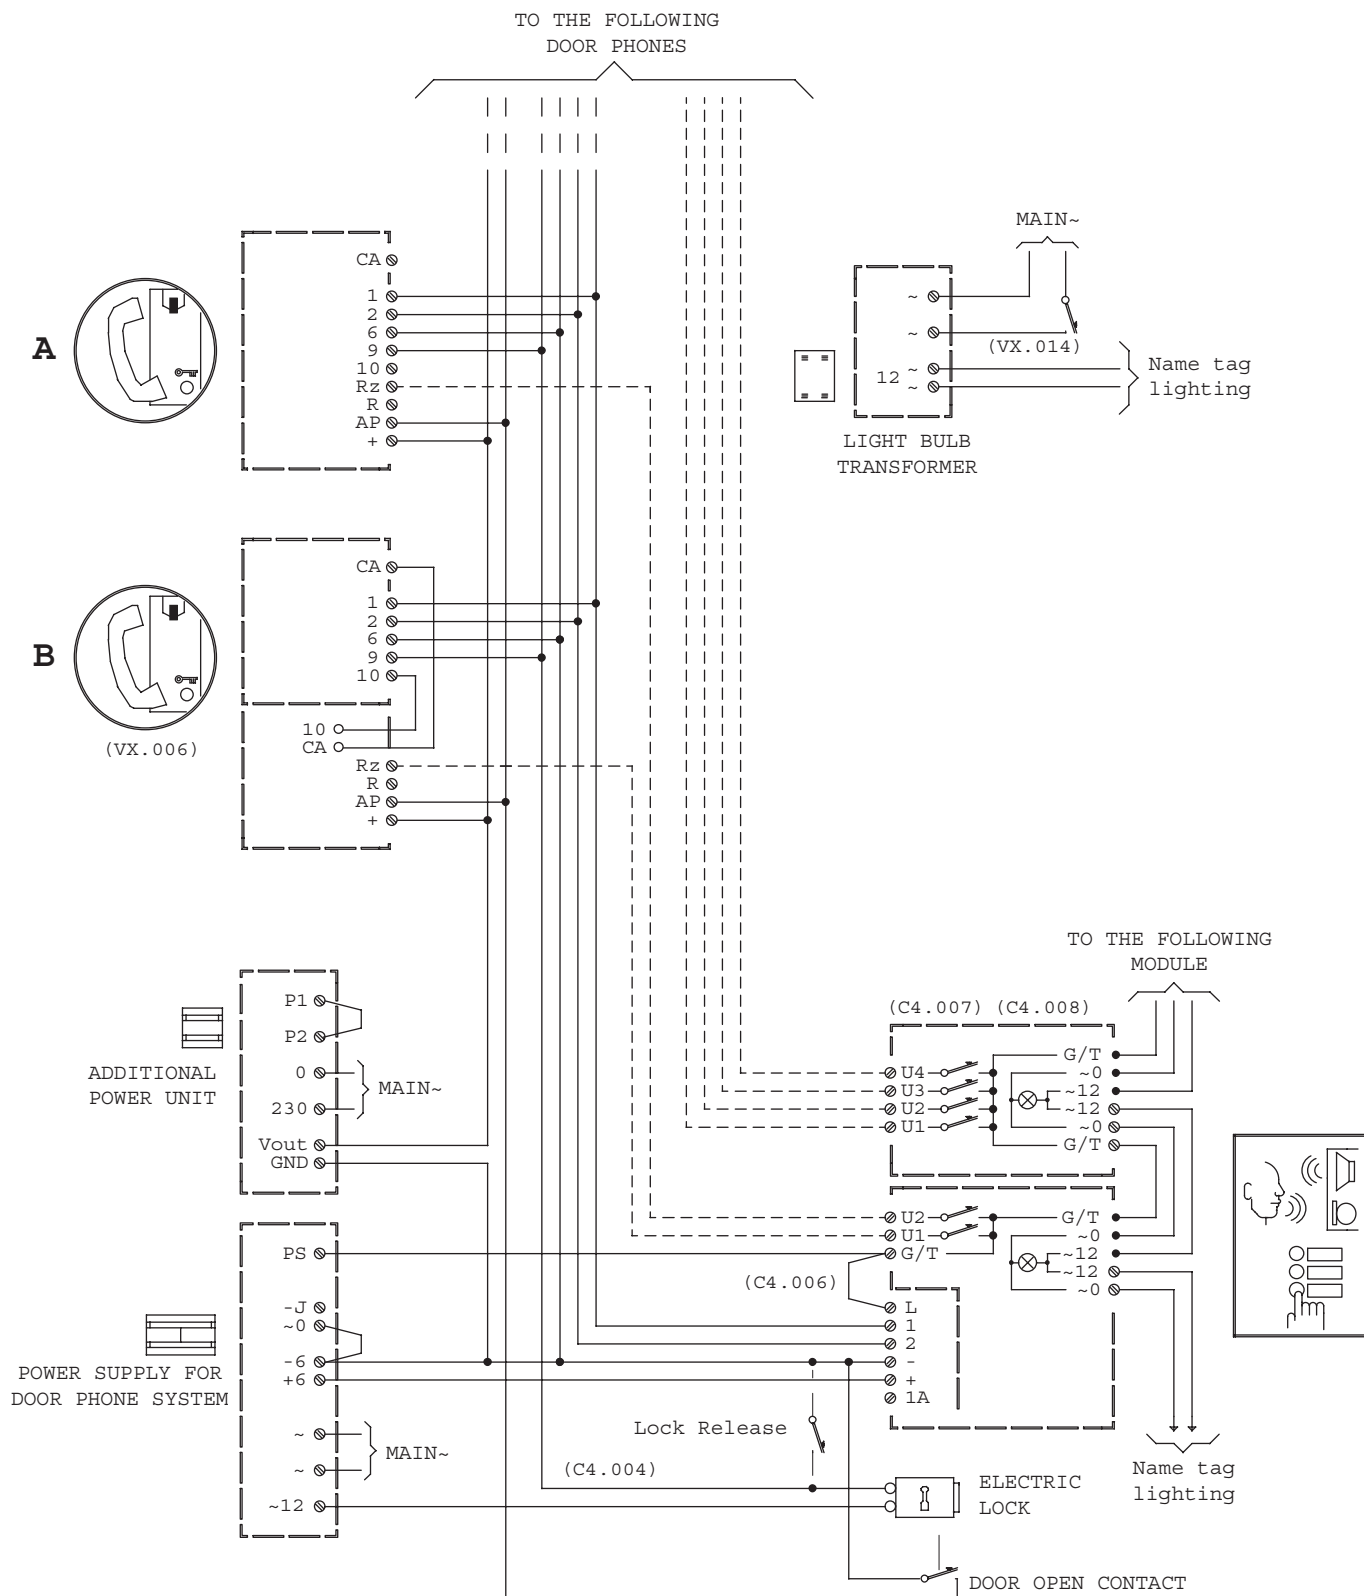 TO THE FOLLOWING
DOOR PHONES
MAIN~
CA
1
2
6
9
10
Rz
R
AP
+
A
~
~
12 ~
~
(VX.014)
Name tag
lighting
LIGHT BULB
TRANSFORMER
CA
1
2
6
9
10
B
(VX.006)
10
CA
Rz
R
AP
+
TO THE FOLLOWING
MODULE
P1
P2
0
230
Vout
GND
MAIN~
ADDITIONAL
POWER UNIT
(C4.007) (C4.008)
U4
U3
U2
U1
G/T
~0
~12
~12
~0
G/T
U2
U1
G/T
G/T
~0
~12
~12
~0
(C4.006)
L
1
2
-
+
1A
PS
-J
~0
-6
+6
~
~
~12
MAIN~
POWER SUPPLY FOR
DOOR PHONE SYSTEM
Lock Release
(C4.004)
ELECTRIC
LOCK
Name tag
lighting
DOOR OPEN CONTACT